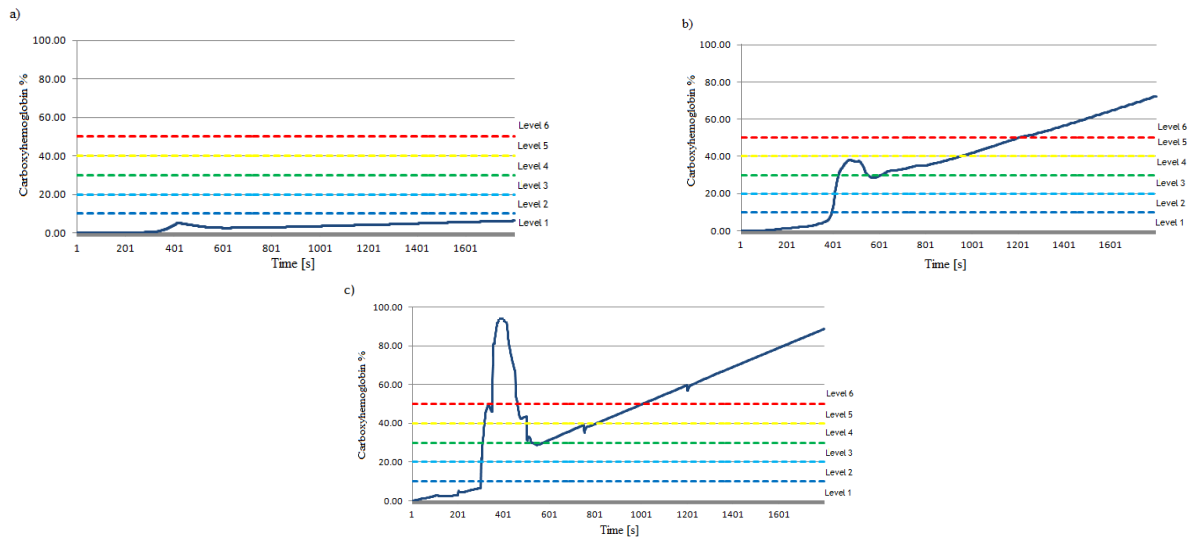 a)
100.00
80.00
60.00
40.00
20.00
0.00
Carboxyhemoglobin %
Level 6
Level 5
Level 4
Level 3
Level 2
Level 1
1 201 401 601 801 1001 1201 1401 1601
Time [s]
b)
100.00
80.00
60.00
40.00
20.00
0.00
Carboxyhemoglobin %
Level 6
Level 5
Level 4
Level 3
Level 2
Level 1
1 201 401 601 801 1001 1201 1401 1601
Time [s]
c)
100.00
80.00
60.00
40.00
20.00
0.00
Carboxyhemoglobin %
Level 6
Level 5
Level 4
Level 3
Level 2
Level 1
1 201 401 601 801 1001 1201 1401 1601
Time [s]